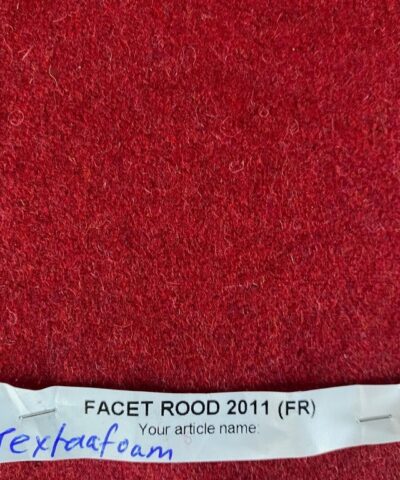 FACET ROOD 2011 (FR)
Your article name:
Textaafoam